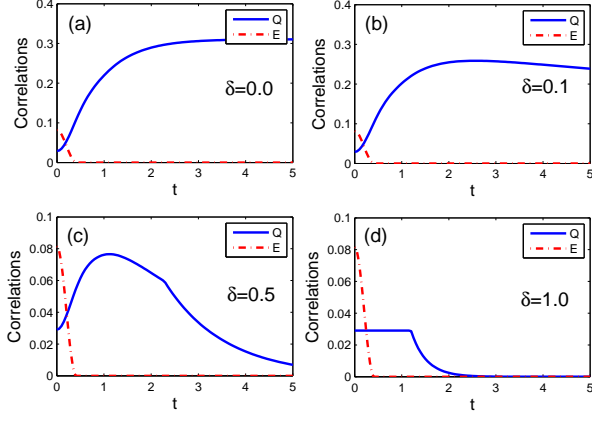 (a)
Q
E
δ=0.0
Correlations
0.4
0.3
0.2
0.1
0
0 1 2 3 4 5
t
(b)
Q
E
δ=0.1
Correlations
0.4
0.3
0.2
0.1
0
0 1 2 3 4 5
t
(c)
Q
E
δ=0.5
Correlations
0.1
0.08
0.06
0.04
0.02
0
0 1 2 3 4 5
t
(d)
Q
E
δ=1.0
Correlations
0.1
0.08
0.06
0.04
0.02
0
0 1 2 3 4 5
t